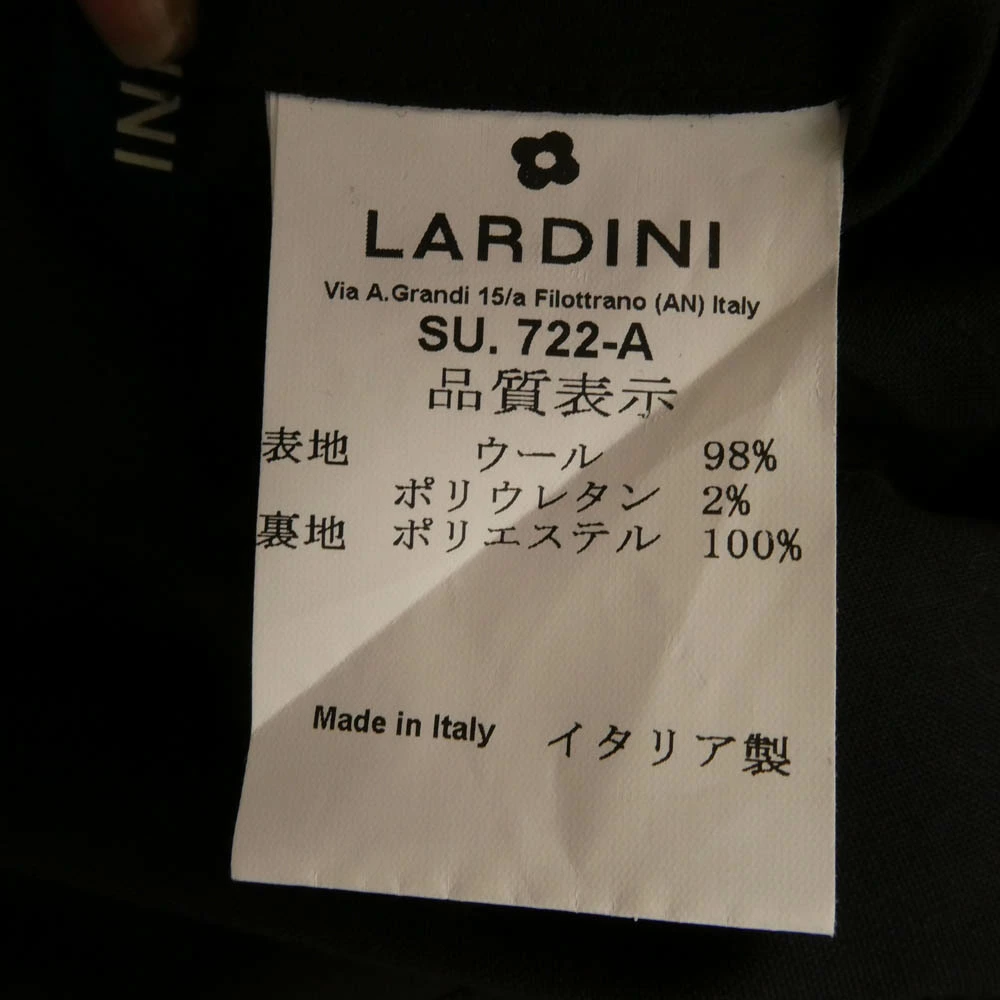 LARDINI
Via A.Grandi 15/a Filottrano (AN) Italy
SU. 722-A
品質表示
表地 ウール 98%
ポリウレタン 2%
裏地 ポリエステル 100%
Made in Italy イタリア製